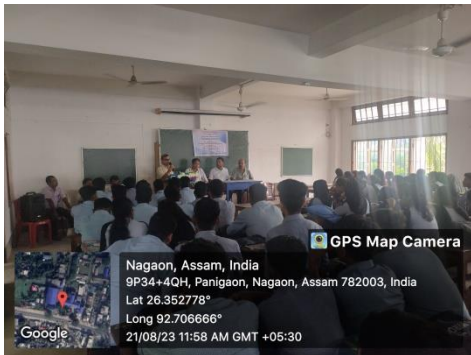 GPS Map Camera
Nagaon, Assam, India
9P34+4QH, Panigaon, Nagaon, Assam 782003, India
Lat 26.352778°
Long 92.706666°
21/08/23 11:58 AM GMT +05:30
Google